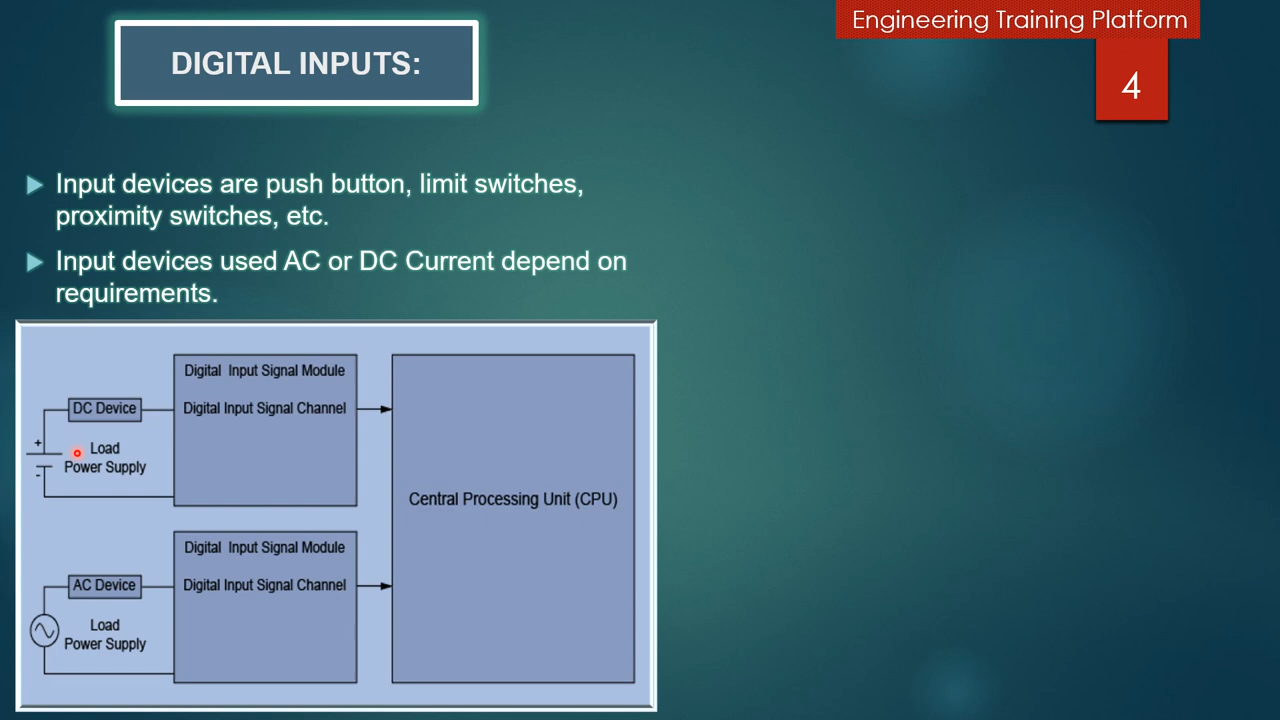 Engineering Training Platform
4
DIGITAL INPUTS:
Input devices are push button, limit switches,
proximity switches, etc.
Input devices used AC or DC Current depend on
requirements.
Digital Input Signal Module
DC Device
Digital Input Signal Channel
+
Load
Power Supply
-
Central Processing Unit (CPU)
Digital Input Signal Module
AC Device
Digital Input Signal Channel
Load
Power Supply